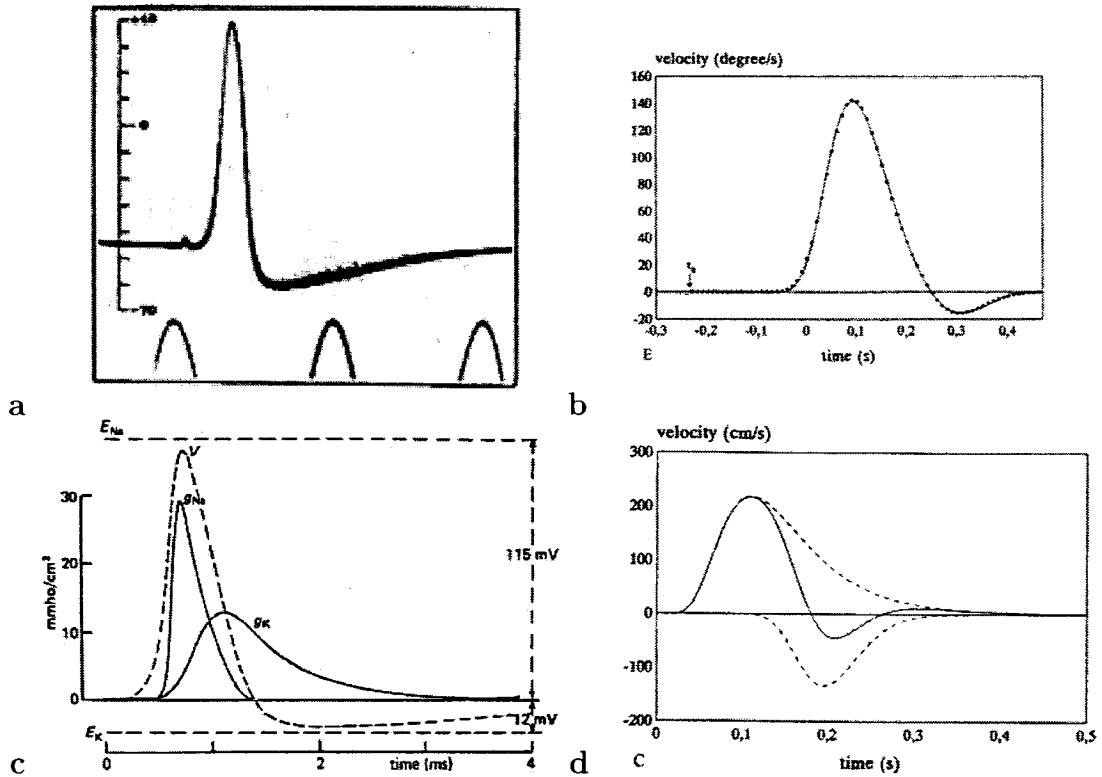 +40
0
-70
a
velocity (degree/s)
160
140
120
100
80
60
40
20
0
-20
-0,3 -0,2 -0,1 0 0,1 0,2 0,3 0,4
E time (s)
b
E_Na
V
g_Na
30
20
10
0
mmho/cm²
g_K
115 mV
12 mV
E_K
0 2 time (ms) 4
c
velocity (cm/s)
300
200
100
0
-100
-200
0 0,1 0,2 0,3 0,4 0,5
C time (s)
d